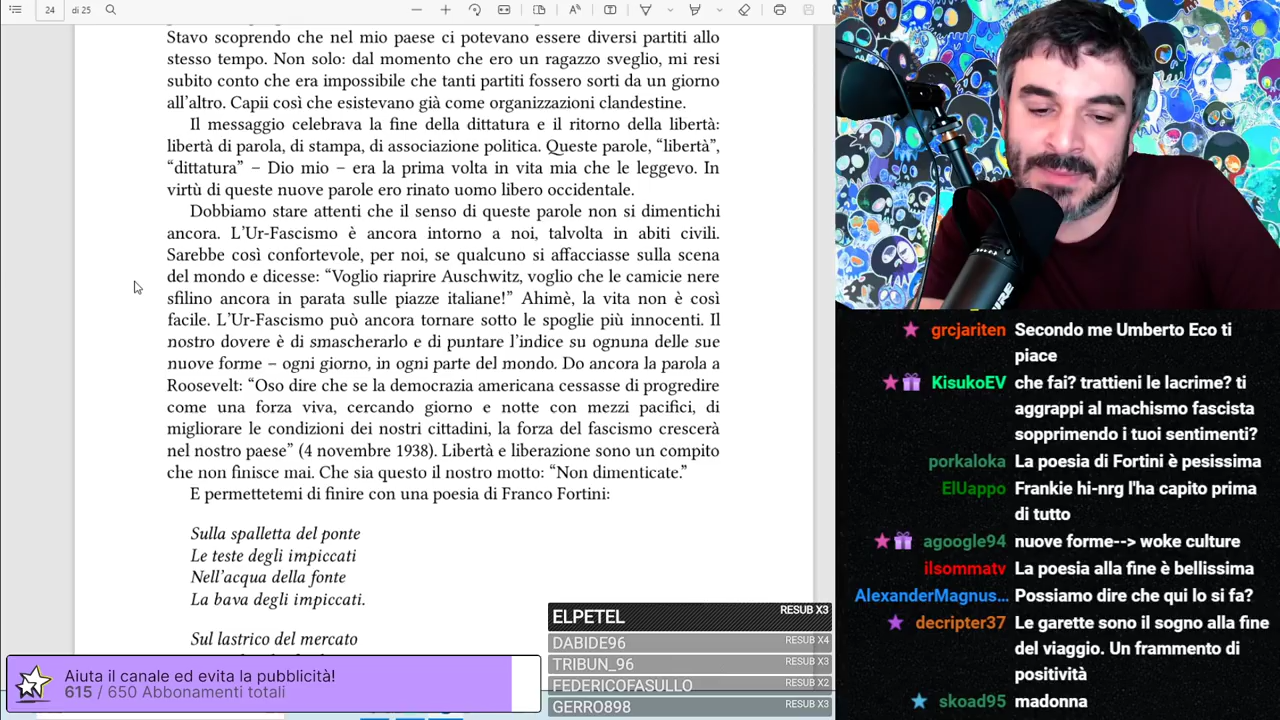 24 di 25
Stavo scoprendo che nel mio paese ci potevano essere diversi partiti allo
stesso tempo. Non solo: dal momento che ero un ragazzo sveglio, mi resi
subito conto che era impossibile che tanti partiti fossero sorti da un giorno
all’altro. Capii così che esistevano già come organizzazioni clandestine.
Il messaggio celebrava la fine della dittatura e il ritorno della libertà:
libertà di parola, di stampa, di associazione politica. Queste parole, “libertà”,
“dittatura” – Dio mio – era la prima volta in vita mia che le leggevo. In
virtù di queste nuove parole ero rinato uomo libero occidentale.
Dobbiamo stare attenti che il senso di queste parole non si dimentichi
ancora. L’Ur-Fascismo è ancora intorno a noi, talvolta in abiti civili.
Sarebbe così confortevole, per noi, se qualcuno si affacciasse sulla scena
del mondo e dicesse: “Voglio riaprire Auschwitz, voglio che le camicie nere
sfilino ancora in parata sulle piazze italiane!” Ahimè, la vita non è così
facile. L’Ur-Fascismo può ancora tornare sotto le spoglie più innocenti. Il
nostro dovere è di smascherarlo e di puntare l’indice su ognuna delle sue
nuove forme – ogni giorno, in ogni parte del mondo. Do ancora la parola a
Roosevelt: “Oso dire che se la democrazia americana cessasse di progredire
come una forza viva, cercando giorno e notte con mezzi pacifici, di
migliorare le condizioni dei nostri cittadini, la forza del fascismo crescerà
nel nostro paese” (4 novembre 1938). Libertà e liberazione sono un compito
che non finisce mai. Che sia questo il nostro motto: “Non dimenticate.”
E permettetemi di finire con una poesia di Franco Fortini:
Sulla spalletta del ponte
Le teste degli impiccati
Nell’acqua della fonte
La bava degli impiccati.
Sul lastrico del mercato
Aiuta il canale ed evita la pubblicità!
615 / 650 Abbonamenti totali
ELPETEL RESUB X3
DABIDE96 RESUB X4
TRIBUN_96 RESUB X3
FEDERICOFASULLO RESUB X2
GERRO898 RESUB X3
grcjariten Secondo me Umberto Eco ti
piace
KisukoEV che fai? trattieni le lacrime? ti
aggrappi al machismo fascista
sopprimendo i tuoi sentimenti?
porkaloka La poesia di Fortini è pesissima
ElUappo Frankie hi-nrg l'ha capito prima
di tutto
agoogle94 nuove forme--> woke culture
ilsommatv La poesia alla fine è bellissima
AlexanderMagnus... Possiamo dire che qui lo si fa?
decripter37 Le garette sono il sogno alla fine
del viaggio. Un frammento di
positività
skoad95 madonna